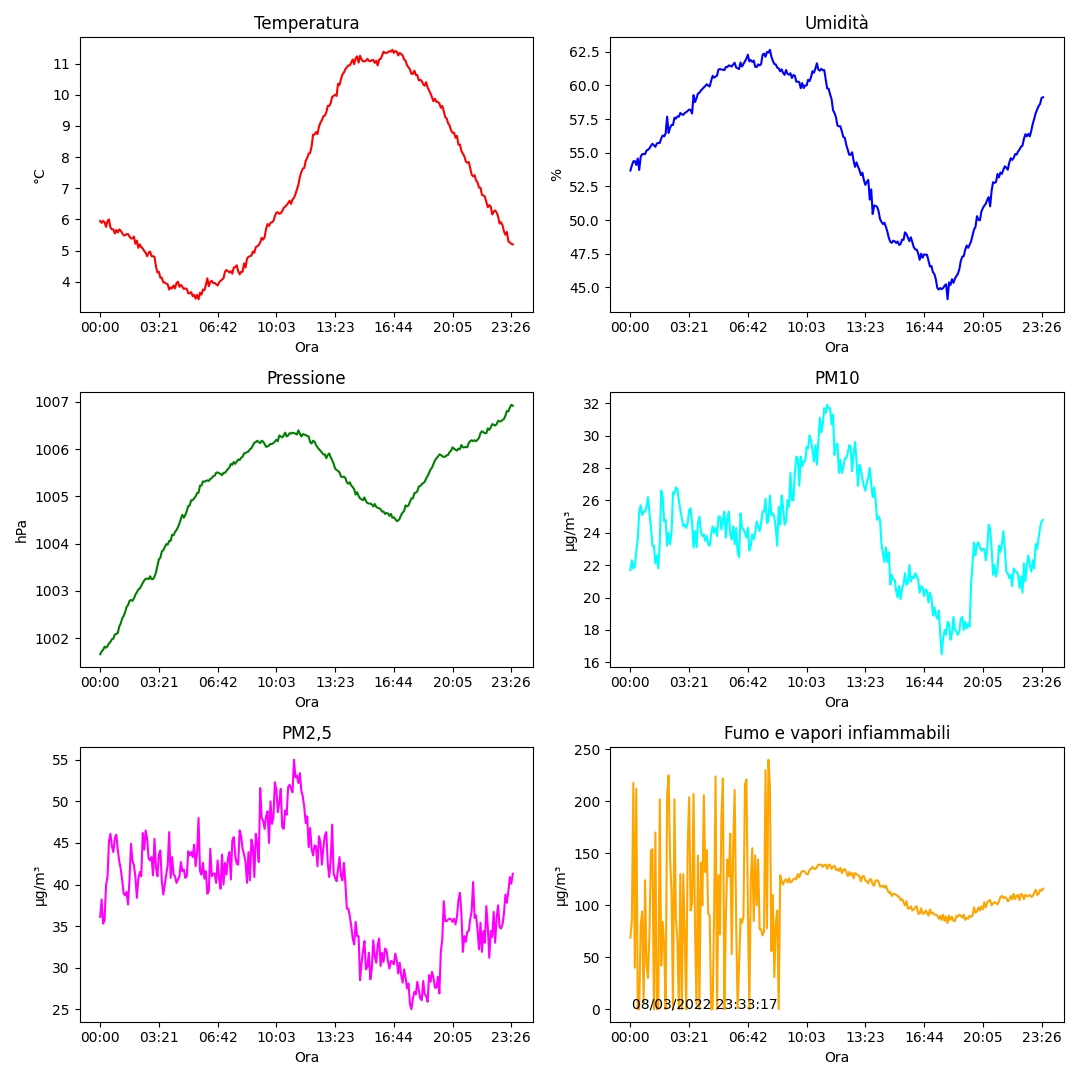 Temperatura
°C
11
10
9
8
7
6
5
4
00:00 03:21 06:42 10:03 13:23 16:44 20:05 23:26
Ora
Umidità
%
62.5
60.0
57.5
55.0
52.5
50.0
47.5
45.0
00:00 03:21 06:42 10:03 13:23 16:44 20:05 23:26
Ora
Pressione
hPa
1007
1006
1005
1004
1003
1002
00:00 03:21 06:42 10:03 13:23 16:44 20:05 23:26
Ora
PM10
µg/m³
32
30
28
26
24
22
20
18
16
00:00 03:21 06:42 10:03 13:23 16:44 20:05 23:26
Ora
PM2,5
µg/m³
55
50
45
40
35
30
25
00:00 03:21 06:42 10:03 13:23 16:44 20:05 23:26
Ora
Fumo e vapori infiammabili
µg/m³
250
200
150
100
50
0
08/03/2022 23:33:17
00:00 03:21 06:42 10:03 13:23 16:44 20:05 23:26
Ora